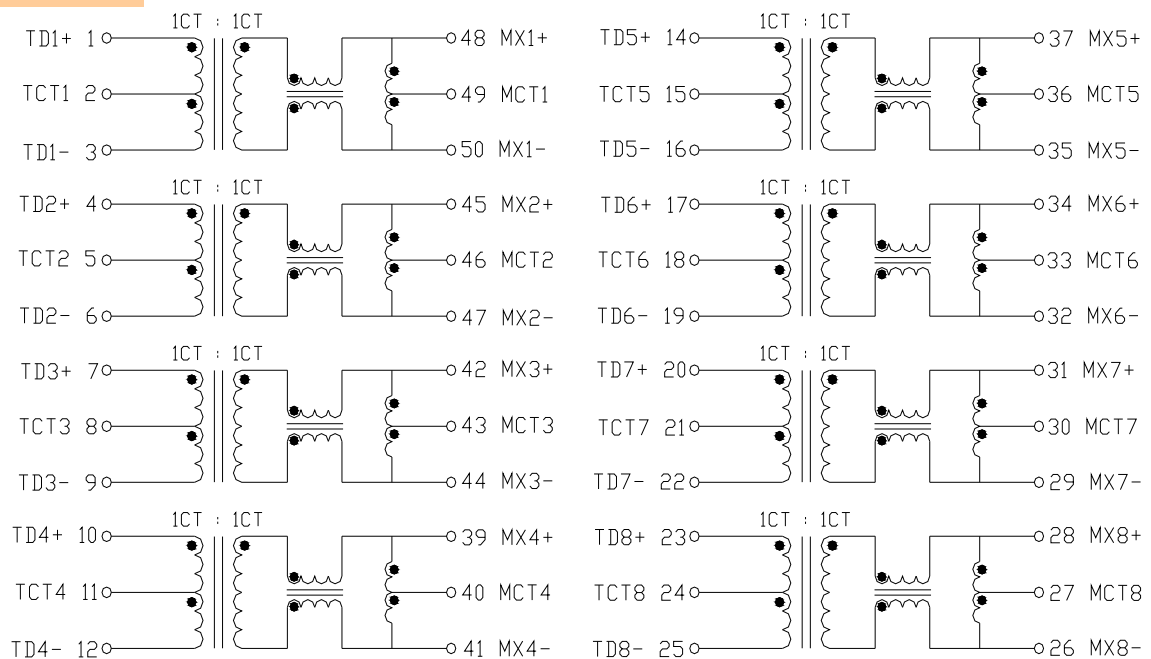 1CT : 1CT
TD1+ 1 48 MX1+
TCT1 2 49 MCT1
TD1- 3 50 MX1-
1CT : 1CT
TD2+ 4 45 MX2+
TCT2 5 46 MCT2
TD2- 6 47 MX2-
1CT : 1CT
TD3+ 7 42 MX3+
TCT3 8 43 MCT3
TD3- 9 44 MX3-
1CT : 1CT
TD4+ 10 39 MX4+
TCT4 11 40 MCT4
TD4- 12 41 MX4-
1CT : 1CT
TD5+ 14 37 MX5+
TCT5 15 36 MCT5
TD5- 16 35 MX5-
1CT : 1CT
TD6+ 17 34 MX6+
TCT6 18 33 MCT6
TD6- 19 32 MX6-
1CT : 1CT
TD7+ 20 31 MX7+
TCT7 21 30 MCT7
TD7- 22 29 MX7-
1CT : 1CT
TD8+ 23 28 MX8+
TCT8 24 27 MCT8
TD8- 25 26 MX8-